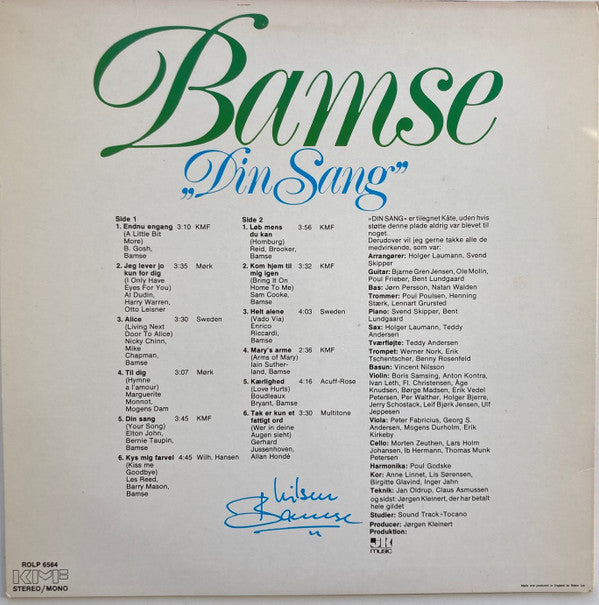 Bamse
„Din Sang”
Side 1
1. Endnu engang 3:10 KMF
(A Little Bit
More)
B. Gosh,
Bamse
2. Jeg lever jo 3:35 Mørk
kun for dig
(I Only Have
Eyes For You)
Al Dudin,
Harry Warren,
Otto Leisner
3. Alice 3:30 Sweden
(Living Next
Door To Alice)
Nicky Chinn,
Mike
Chapman,
Bamse
4. Til dig 3:07 Mørk
(Hymne
a l'amour)
Marguerite
Monnot,
Mogens Dam
5. Din sang 3:45 KMF
(Your Song)
Elton John,
Bernie Taupin,
Bamse
6. Kys mig farvel 4:45 Wilh. Hansen
(Kiss me
Goodbye)
Les Reed,
Barry Mason,
Bamse
Side 2
1. Løb mens 3:56 KMF
du kan
(Homburg)
Reid, Brooker,
Bamse
2. Kom hjem til 3:32 KMF
mig igen
(Bring It On
Home To Me)
Sam Cooke,
Bamse
3. Helt alene 4:03 Sweden
(Vado Via)
Enrico
Riccardi,
Bamse
4. Mary's arme 2:36 KMF
(Arms of Mary)
Iain Suther-
land, Bamse
5. Kærlighed 4:16 Acuff-Rose
(Love Hurts)
Boudleaux
Bryant, Bamse
6. Tak er kun et 3:30 Multitone
fattigt ord
(Wer in deine
Augen sieht)
Gerhard
Jussenhoven,
Allan Hondé
»DIN SANG« er tilegnet Käte, uden hvis
støtte denne plade aldrig var blevet til
noget.
Derudover vil jeg gerne takke alle de
medvirkende, som var:
Arrangører: Holger Laumann, Svend
Skipper
Guitar: Bjarne Gren Jensen, Ole Molin,
Poul Frieber, Bent Lundgaard
Bas: Jørn Persson, Natan Walden
Trommer: Poul Poulsen, Henning
Stærk, Lennart Grursted
Piano: Svend Skipper, Bent
Lundgaard
Sax: Holger Laumann, Teddy
Andersen
Tværfløjte: Teddy Andersen
Trompet: Werner Nork, Erik
Tschentscher, Benny Rosenfeld
Basun: Vincent Nilsson
Violin: Boris Samsing, Anton Kontra,
Ivan Leth, Fl. Christensen, Åge
Knudsen, Børge Madsen, Erik Vedel
Petersen, Per Walther, Holger Bjerre,
Jerry Schostack, Leif Bjørk Jensen, Ulf
Jeppesen
Viola: Peter Fabricius, Georg S.
Andersen, Mogens Durholm, Erik
Kirkeby
Cello: Morten Zeuthen, Lars Holm
Johansen, Ib Hermann, Thomas Munk
Petersen
Harmonika: Poul Godske
Kor: Anne Linnet, Lis Sørensen,
Birgitte Glavind, Inger Jahn
Teknik: Jan Oldrup, Claus Asmussen
og sidst: Jørgen Kleinert, der har betalt
hele gildet
Studier: Sound Track-Tocano
Producer: Jørgen Kleinert
Produktion:
JK
music
Hilsen
Bamse
ROLP 6564
KMF
STEREO/MONO